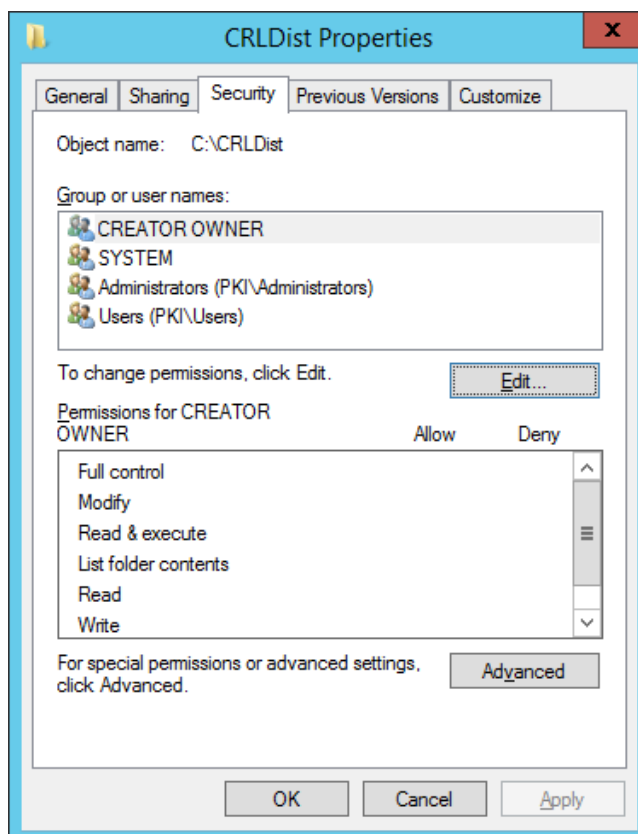 CRLDist Properties
x
General Sharing Security Previous Versions Customize
Object name: C:\CRLDist
Group or user names:
CREATOR OWNER
SYSTEM
Administrators (PKI\Administrators)
Users (PKI\Users)
To change permissions, click Edit.
Edit...
Permissions for CREATOR
OWNER Allow Deny
Full control
Modify
Read & execute
List folder contents
Read
Write
For special permissions or advanced settings,
click Advanced.
Advanced
OK Cancel Apply